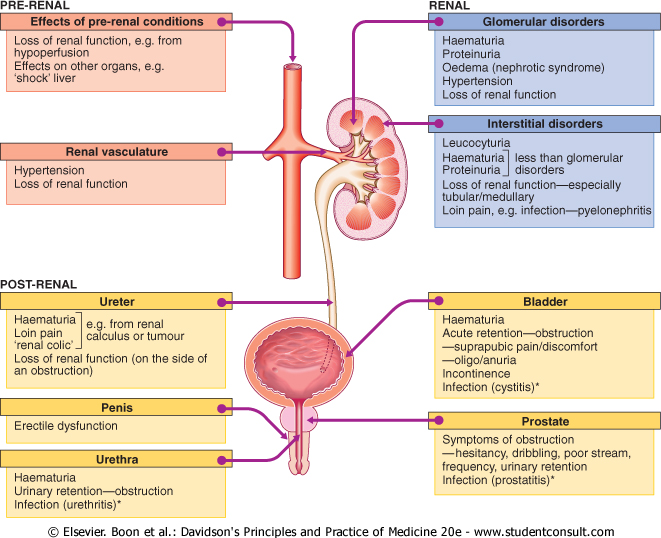 PRE-RENAL
Effects of pre-renal conditions
Loss of renal function, e.g. from
hypoperfusion
Effects on other organs, e.g.
‘shock’ liver
Renal vasculature
Hypertension
Loss of renal function
RENAL
Glomerular disorders
Haematuria
Proteinuria
Oedema (nephrotic syndrome)
Hypertension
Loss of renal function
Interstitial disorders
Leucocyturia
Haematuria
Proteinuria
less than glomerular
disorders
Loss of renal function—especially
tubular/medullary
Loin pain, e.g. infection—pyelonephritis
POST-RENAL
Ureter
Haematuria
Loin pain
‘renal colic’
e.g. from renal
calculus or tumour
Loss of renal function (on the side of
an obstruction)
Penis
Erectile dysfunction
Urethra
Haematuria
Urinary retention—obstruction
Infection (urethritis)*
Bladder
Haematuria
Acute retention—obstruction
—suprapubic pain/discomfort
—oligo/anuria
Incontinence
Infection (cystitis)*
Prostate
Symptoms of obstruction
—hesitancy, dribbling, poor stream,
frequency, urinary retention
Infection (prostatitis)*
© Elsevier. Boon et al.: Davidson's Principles and Practice of Medicine 20e - www.studentconsult.com